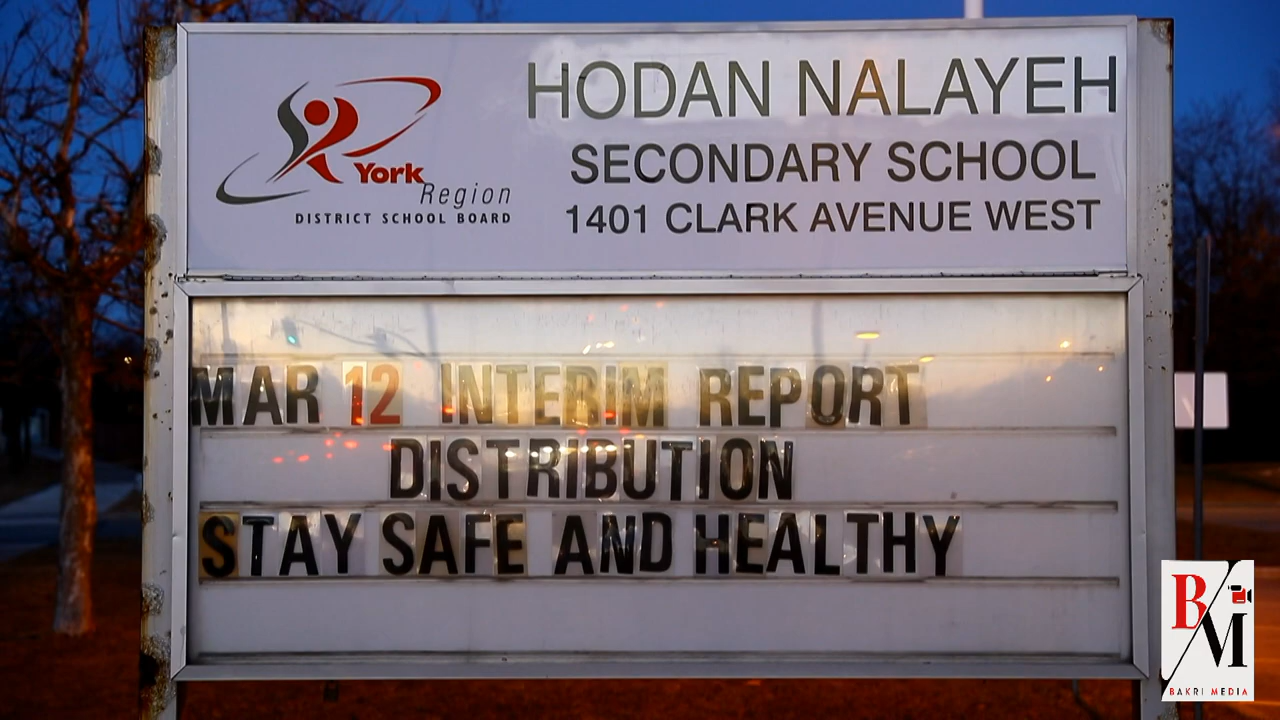 HODAN NALAYEH
SECONDARY SCHOOL
1401 CLARK AVENUE WEST
York
Region
DISTRICT SCHOOL BOARD
MAR 12 INTERIM REPORT
DISTRIBUTION
STAY SAFE AND HEALTHY
B/M
BAKRI MEDIA